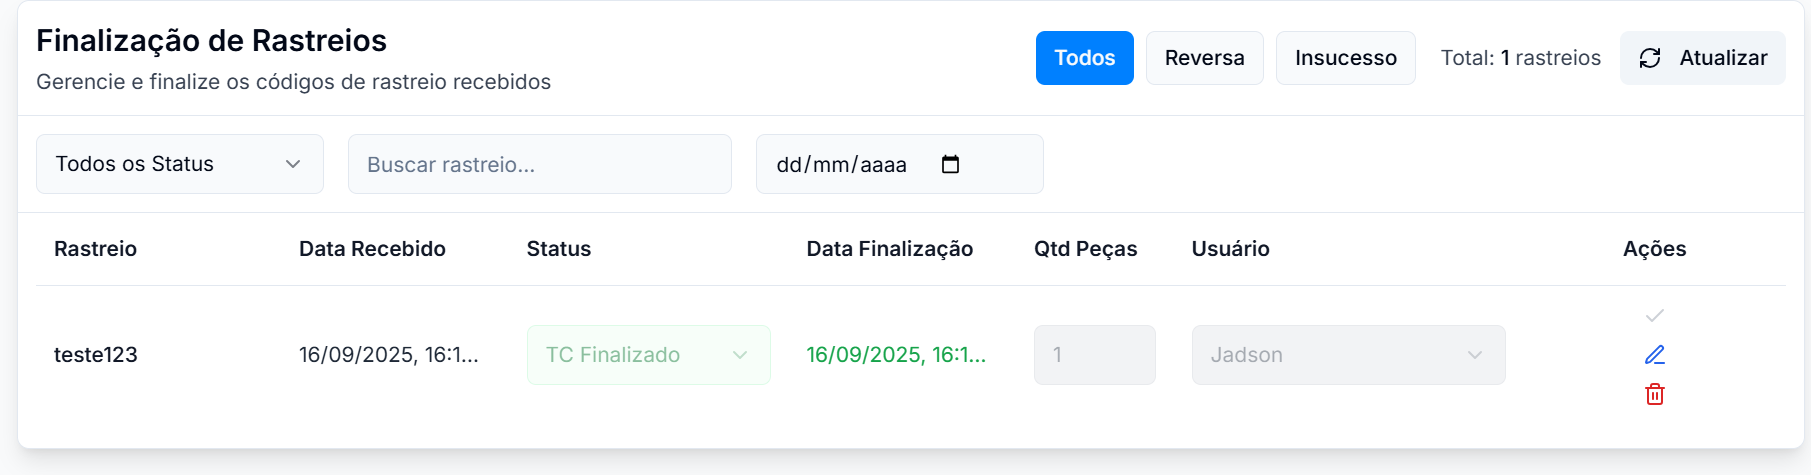 Finalização de Rastreios
Gerencie e finalize os códigos de rastreio recebidos
Todos
Reversa
Insucesso
Total: 1 rastreios
Atualizar
Todos os Status
Buscar rastreio...
dd/mm/aaaa
Rastreio
Data Recebido
Status
Data Finalização
Qtd Peças
Usuário
Ações
teste123
16/09/2025, 16:1...
TC Finalizado
16/09/2025, 16:1...
1
Jadson